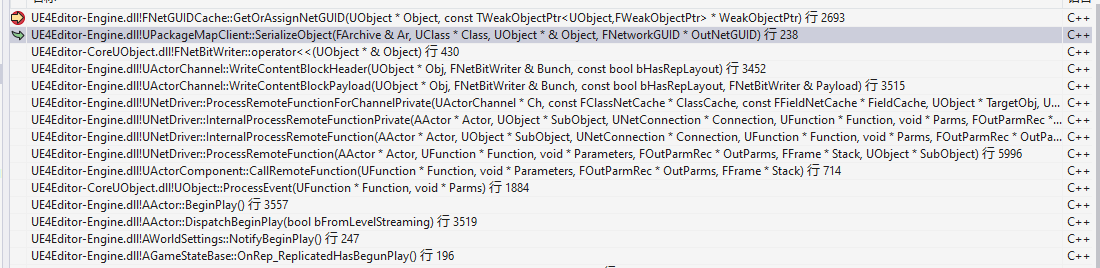 UE4Editor-Engine.dll!FNetGUIDCache::GetOrAssignNetGUID(UObject * Object, const TWeakObjectPtr<UObject,FWeakObjectPtr> * WeakObjectPtr) 行 2693 C++
UE4Editor-Engine.dll!UPackageMapClient::SerializeObject(FArchive & Ar, UClass * Class, UObject * & Object, FNetworkGUID * OutNetGUID) 行 238 C++
UE4Editor-CoreUObject.dll!FNetBitWriter::operator<<(UObject * & Object) 行 430 C++
UE4Editor-Engine.dll!UActorChannel::WriteContentBlockHeader(UObject * Obj, FNetBitWriter & Bunch, const bool bHasRepLayout) 行 3452 C++
UE4Editor-Engine.dll!UActorChannel::WriteContentBlockPayload(UObject * Obj, FNetBitWriter & Bunch, const bool bHasRepLayout, FNetBitWriter & Payload) 行 3515 C++
UE4Editor-Engine.dll!UNetDriver::ProcessRemoteFunctionForChannelPrivate(UActorChannel * Ch, const FClassNetCache * ClassCache, const FFieldNetCache * FieldCache, UObject * TargetObj, U... C++
UE4Editor-Engine.dll!UNetDriver::InternalProcessRemoteFunctionPrivate(AActor * Actor, UObject * SubObject, UNetConnection * Connection, UFunction * Function, void * Parms, FOutParmRec *... C++
UE4Editor-Engine.dll!UNetDriver::InternalProcessRemoteFunction(AActor * Actor, UObject * SubObject, UNetConnection * Connection, UFunction * Function, void * Parms, FOutParmRec * OutPa... C++
UE4Editor-Engine.dll!UNetDriver::ProcessRemoteFunction(AActor * Actor, UFunction * Function, void * Parameters, FOutParmRec * OutParms, FFrame * Stack, UObject * SubObject) 行 5996 C++
UE4Editor-Engine.dll!UActorComponent::CallRemoteFunction(UFunction * Function, void * Parameters, FOutParmRec * OutParms, FFrame * Stack) 行 714 C++
UE4Editor-CoreUObject.dll!UObject::ProcessEvent(UFunction * Function, void * Parms) 行 1884 C++
UE4Editor-Engine.dll!AActor::BeginPlay() 行 3557 C++
UE4Editor-Engine.dll!AActor::DispatchBeginPlay(bool bFromLevelStreaming) 行 3519 C++
UE4Editor-Engine.dll!AWorldSettings::NotifyBeginPlay() 行 247 C++
UE4Editor-Engine.dll!AGameStateBase::OnRep_ReplicatedHasBegunPlay() 行 196 C++